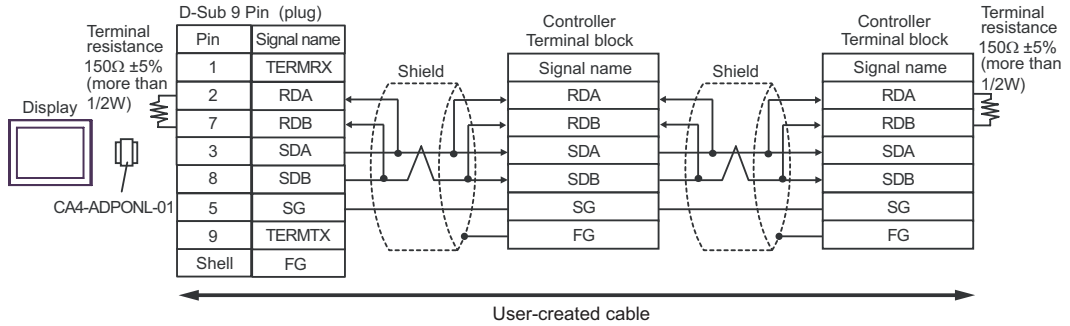 D-Sub 9 Pin (plug)
Terminal
resistance
150Ω ±5%
(more than
1/2W)
Display
CA4-ADPONL-01
Pin Signal name
1 TERMRX
2 RDA
7 RDB
3 SDA
8 SDB
5 SG
9 TERMTX
Shell FG
Shield
Controller
Terminal block
Signal name
RDA
RDB
SDA
SDB
SG
FG
Shield
Controller
Terminal block
Signal name
RDA
RDB
SDA
SDB
SG
FG
Terminal
resistance
150Ω ±5%
(more than
1/2W)
User-created cable